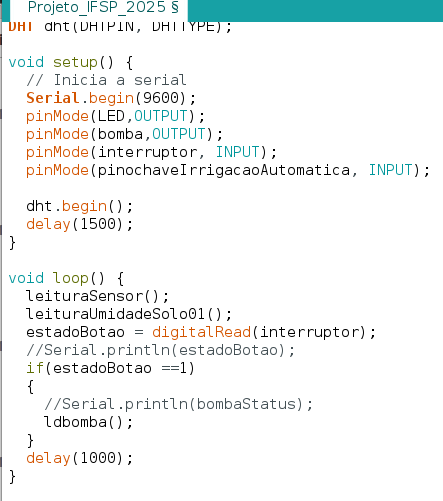 Projeto_IFSP_2025 §
DHT dht(DHTPIN, DHTTYPE);
void setup() {
// Inicia a serial
Serial.begin(9600);
pinMode(LED,OUTPUT);
pinMode(bomba,OUTPUT);
pinMode(interruptor, INPUT);
pinMode(pinochaveIrrigacaoAutomatica, INPUT);
dht.begin();
delay(1500);
}
void loop() {
leituraSensor();
leituraUmidadeSolo01();
estadoBotao = digitalRead(interruptor);
//Serial.println(estadoBotao);
if(estadoBotao ==1)
{
//Serial.println(bombaStatus);
ldbomba();
}
delay(1000);
}